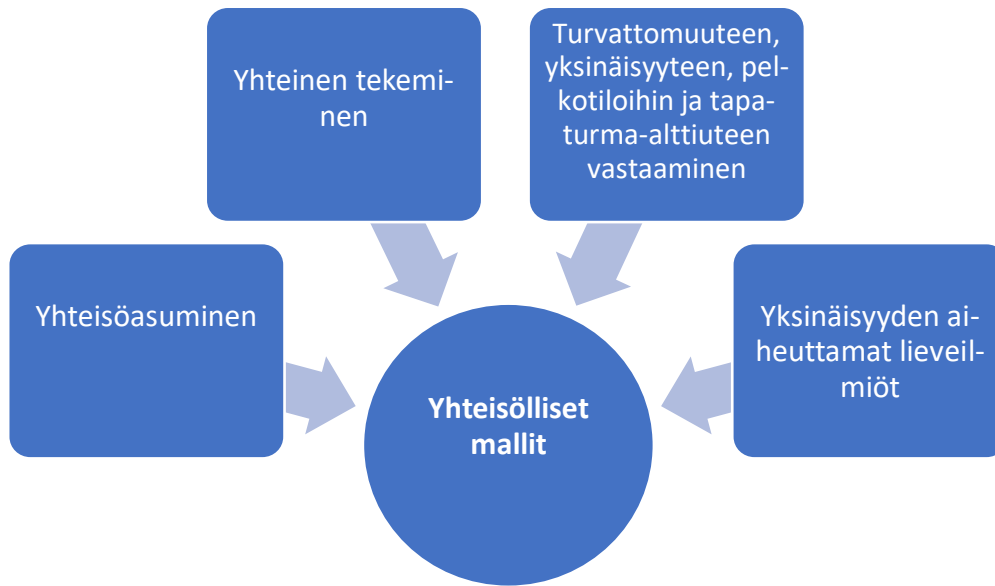 Yhteisöasuminen
Yhteinen tekemi-
nen
Turvattomuuteen,
yksinäisyyteen, pel-
kotiloihin ja tapa-
turma-alttiuteen
vastaaminen
Yksinäisyyden ai-
heuttamat lieveil-
miöt
Yhteisölliset
mallit